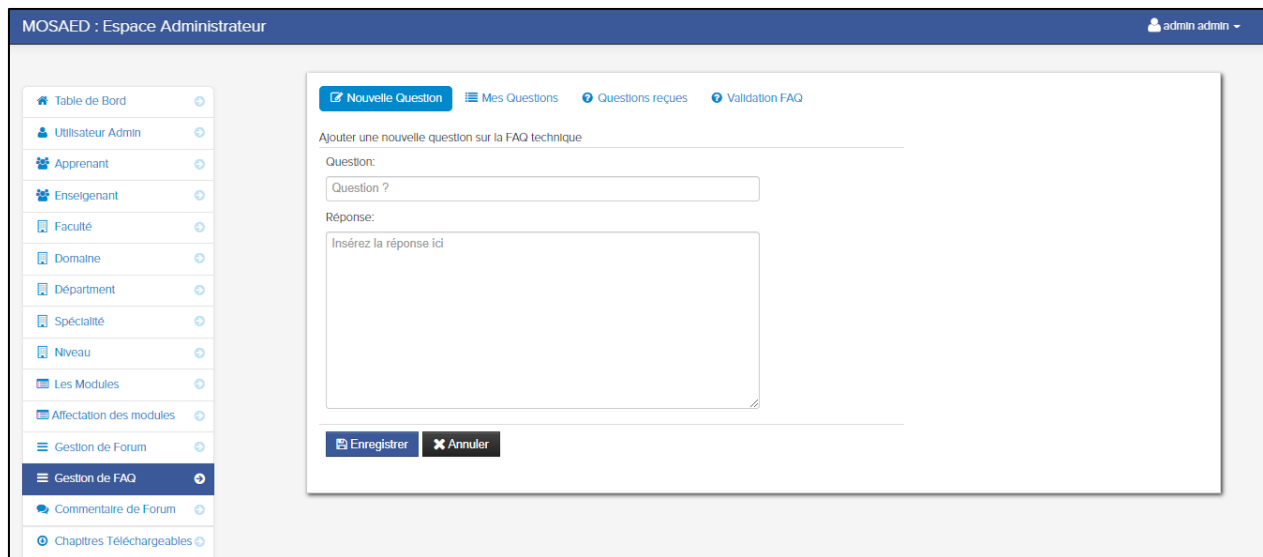 MOSAED : Espace Administrateur
admin admin
Table de Bord
Utilisateur Admin
Apprenant
Enseigenant
Faculté
Domaine
Départment
Spécialité
Niveau
Les Modules
Affectation des modules
Gestion de Forum
Gestion de FAQ
Commentaire de Forum
Chapitres Téléchargeables
Nouvelle Question Mes Questions Questions reçues Validation FAQ
Ajouter une nouvelle question sur la FAQ technique
Question:
Question ?
Réponse:
Insérez la réponse ici
Enregistrer Annuler